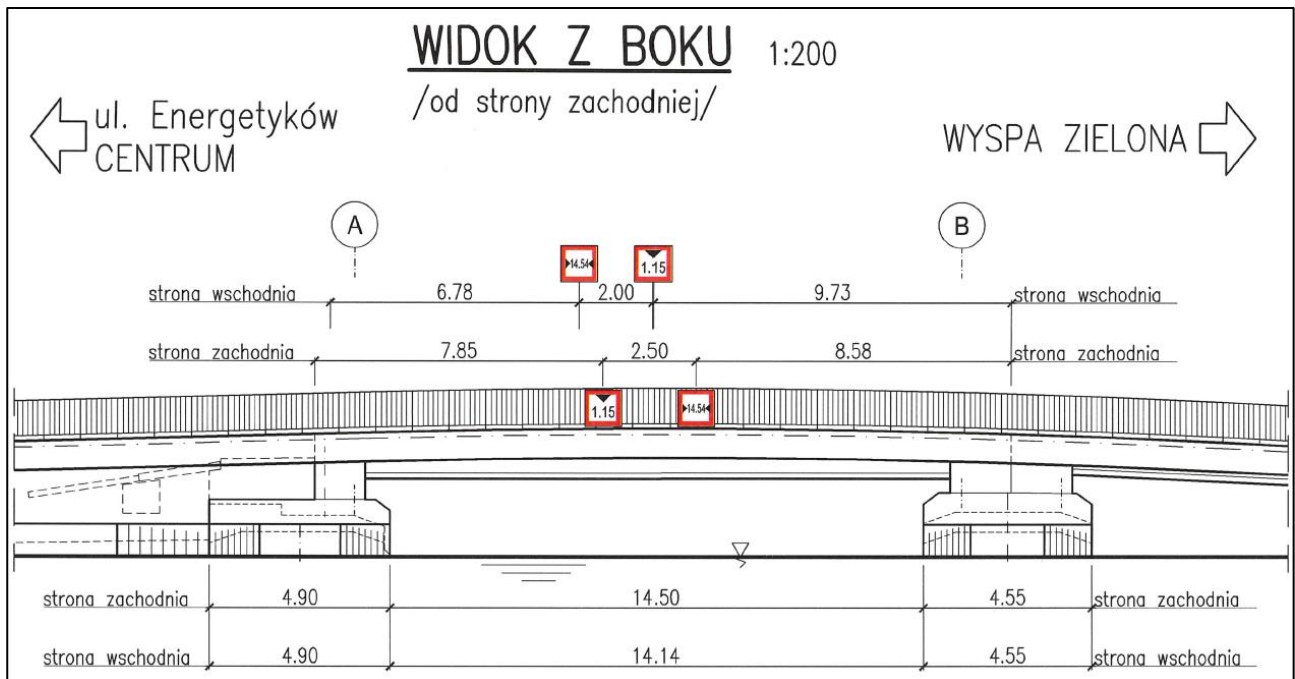 WIDOK Z BOKU 1:200
/od strony zachodniej/
ul. Energetyków
CENTRUM
WYSPA ZIELONA
A
B
14.54
1.15
strona wschodnia 6.78 2.00 9.73 strona wschodnia
strona zachodnia 7.85 2.50 8.58 strona zachodnia
1.15
14.54
strona zachodnia 4.90 14.50 4.55 strona zachodnia
strona wschodnia 4.90 14.14 4.55 strona wschodnia